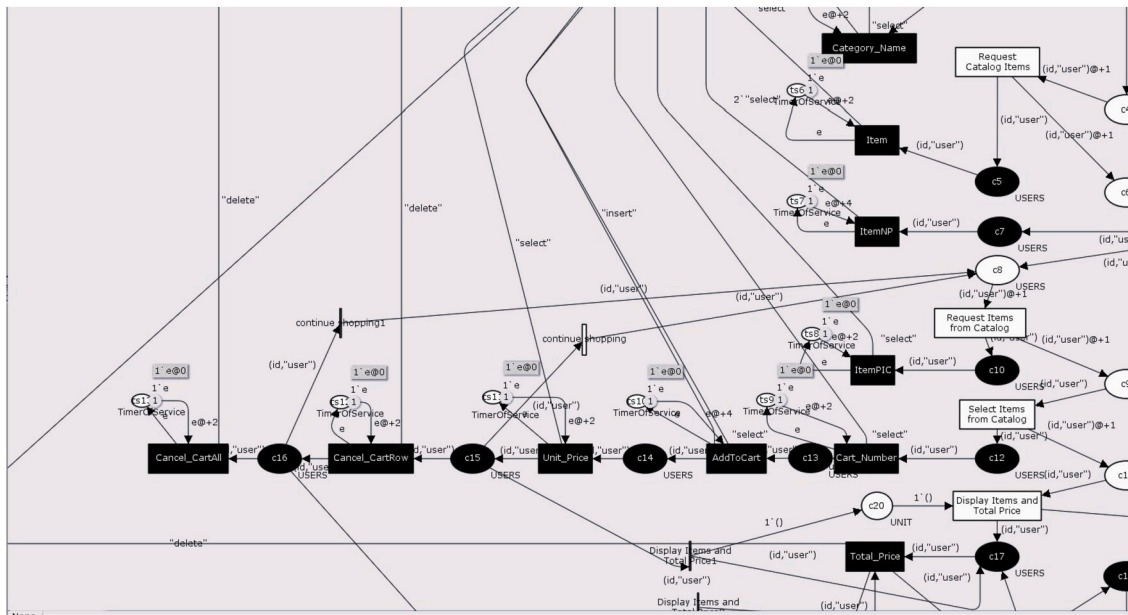 select
e@+2
"select"
Category_Name
1`e@0
1`e
ts6
1
e@+2
2`"select"
TimerOfService
e
Item
Request
Catalog Items
(id,"user")@+1
(id,"user")
(id,"user")@+1
(id,"user")
c5
USERS
1`e@0
1`e
ts7
1
e@+4
TimerOfService
e
ItemNP
(id,"user")
c7
USERS
"delete"
"delete"
"insert"
"select"
c8
USERS
(id,"user")
(id,"user")
(id,"user")@+1
Request Items
from Catalog
(id,"user")@+1
(id,"user")
continue shopping1
continue shopping
1`e@0
1`e
ts8
1
e@+2
TimerOfService
e
"select"
ItemPIC
(id,"user")
c10
USERS
(id,"user")
Select Items
from Catalog
(id,"user")@+1
(id,"user")
(id,"user")
1`e@0
1`e
1
TimerOfService
e
e@+2
Cancel_CartAll
c16
USERS
1`e@0
1`e
1
TimerOfService
e
e@+2
Cancel_CartRow
c15
USERS
1`e@0
1`e
1
TimerOfService
(id,"user")
e@+2
Unit_Price
c14
USERS
1`e@0
1`e
1
TimerOfService
e
e@+4
"select"
AddToCart
c13
USERS
1`e@0
1`e
ts9
1
TimerOfService
e@+2
e
"select"
Cart_Number
(id,"user")
c12
USERS
(id,"user")
c20
UNIT
1`()
1`()
Display Items and
Total Price
(id,"user")
"delete"
Display Items and
Total Price1
(id,"user")
(id,"user")
Total_Price
(id,"user")
c17
USERS
Display Items and
(id,"user")